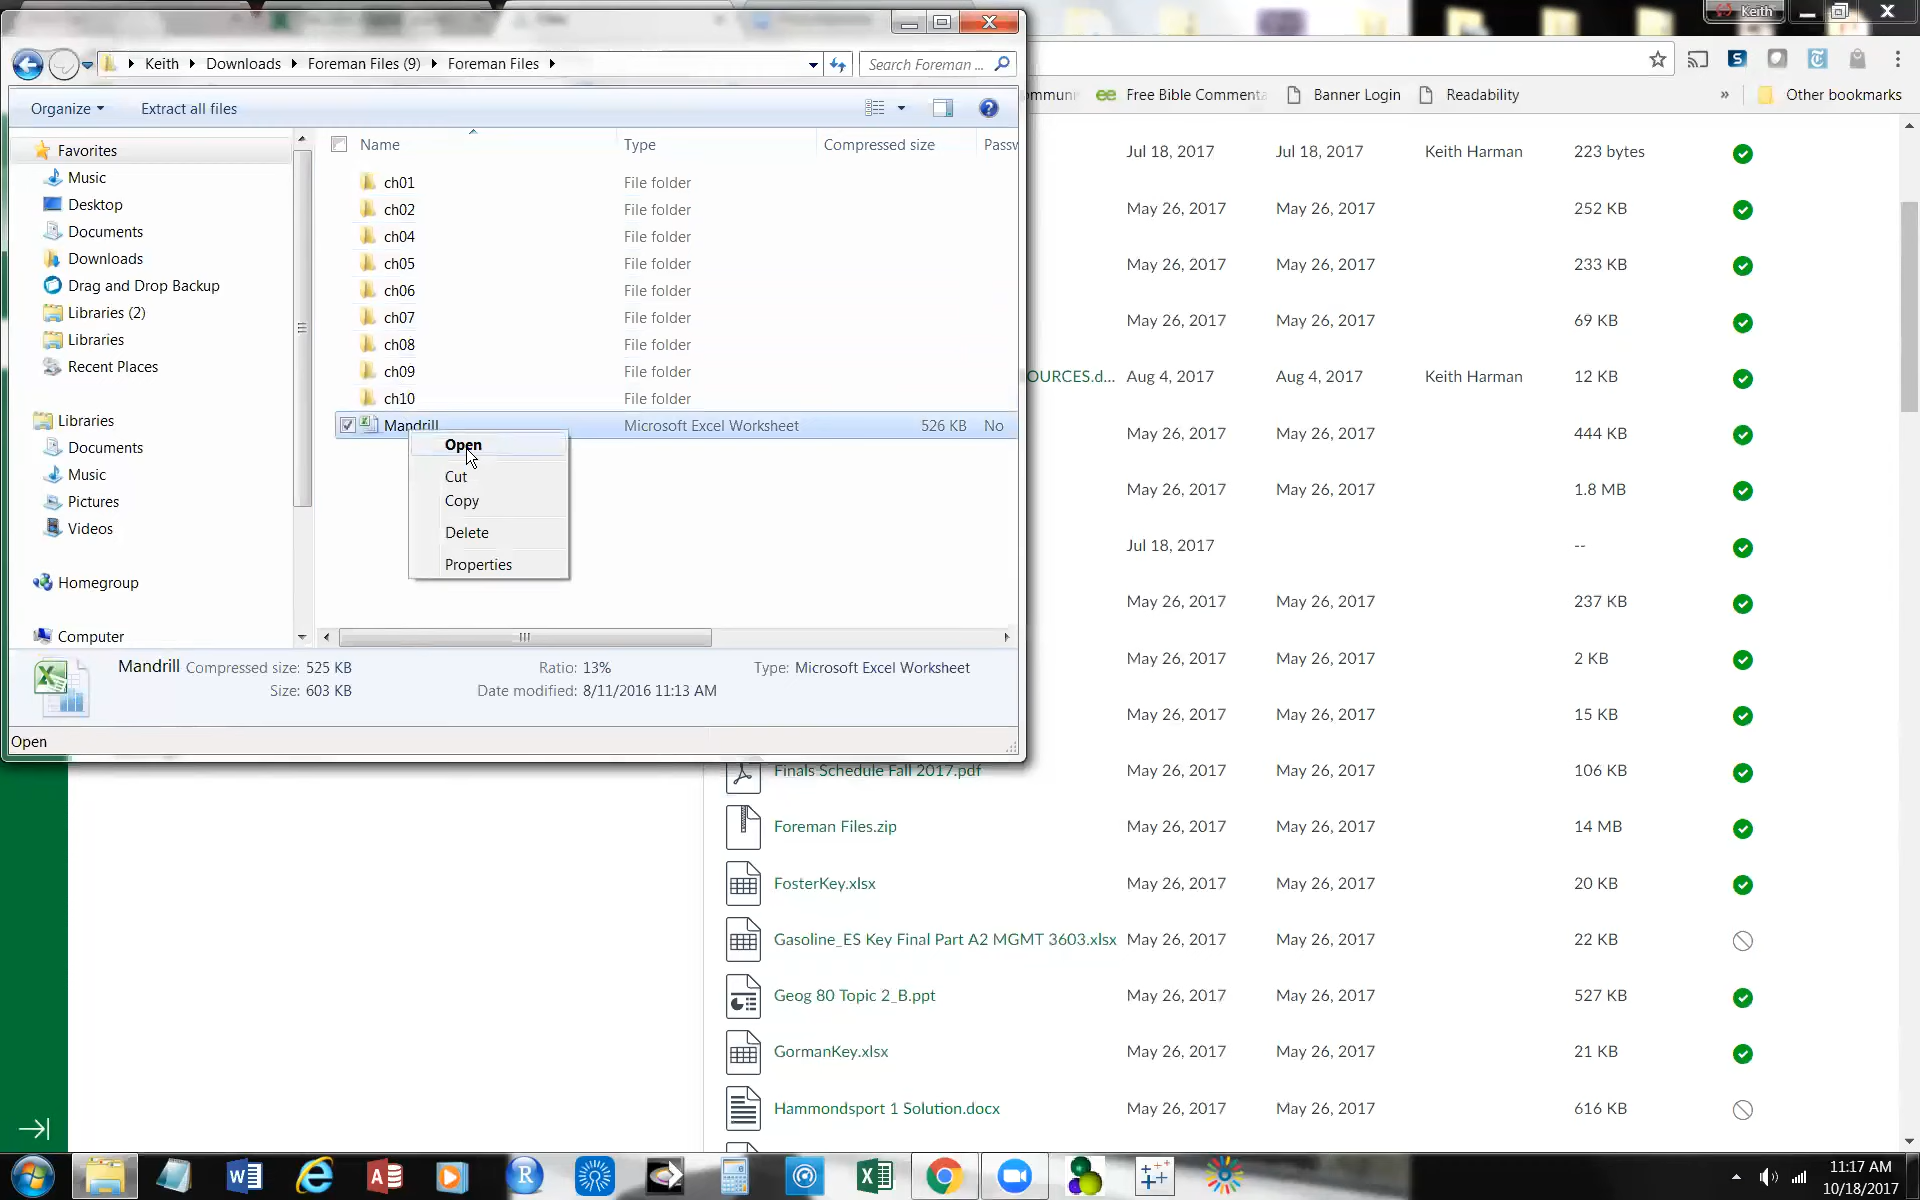 Keith
Keith Downloads Foreman Files (9) Foreman Files
Search Foreman ...
Organize Extract all files
Name Type Compressed size Passw
Favorites
Music
Desktop
Documents
Downloads
Drag and Drop Backup
Libraries (2)
Libraries
Recent Places
Libraries
Documents
Music
Pictures
Videos
Homegroup
Computer
ch01 File folder
ch02 File folder
ch04 File folder
ch05 File folder
ch06 File folder
ch07 File folder
ch08 File folder
ch09 File folder
ch10 File folder
Mandrill Microsoft Excel Worksheet 526 KB No
Open
Cut
Copy
Delete
Properties
Mandrill Compressed size: 525 KB Ratio: 13% Type: Microsoft Excel Worksheet
Size: 603 KB Date modified: 8/11/2016 11:13 AM
Open
Free Bible Commenta Banner Login Readability » Other bookmarks
Jul 18, 2017 Jul 18, 2017 Keith Harman 223 bytes
May 26, 2017 May 26, 2017 252 KB
May 26, 2017 May 26, 2017 233 KB
May 26, 2017 May 26, 2017 69 KB
OURCES.d... Aug 4, 2017 Aug 4, 2017 Keith Harman 12 KB
May 26, 2017 May 26, 2017 444 KB
May 26, 2017 May 26, 2017 1.8 MB
Jul 18, 2017 --
May 26, 2017 May 26, 2017 237 KB
May 26, 2017 May 26, 2017 2 KB
May 26, 2017 May 26, 2017 15 KB
Finals Schedule Fall 2017.pdf May 26, 2017 May 26, 2017 106 KB
Foreman Files.zip May 26, 2017 May 26, 2017 14 MB
FosterKey.xlsx May 26, 2017 May 26, 2017 20 KB
Gasoline_ES Key Final Part A2 MGMT 3603.xlsx May 26, 2017 May 26, 2017 22 KB
Geog 80 Topic 2_B.ppt May 26, 2017 May 26, 2017 527 KB
GormanKey.xlsx May 26, 2017 May 26, 2017 21 KB
Hammondsport 1 Solution.docx May 26, 2017 May 26, 2017 616 KB
11:17 AM
10/18/2017